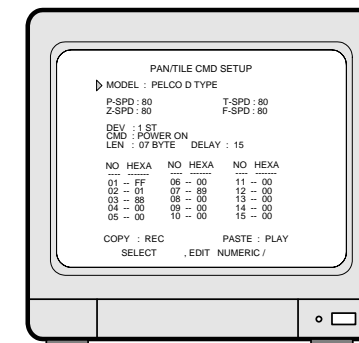 PAN/TILE CMD SETUP
MODEL : PELCO D TYPE
P-SPD : 80 T-SPD : 80
Z-SPD : 80 F-SPD : 80
DEV : 1 ST
CMD : POWER ON
LEN : 07 BYTE DELAY : 15
NO HEXA NO HEXA NO HEXA
---- ------- ---- ------- ---- -------
01 -- FF 06 -- 00 11 -- 00
02 -- 01 07 -- 89 12 -- 00
03 -- 88 08 -- 00 13 -- 00
04 -- 00 09 -- 00 14 -- 00
05 -- 00 10 -- 00 15 -- 00
COPY : REC PASTE : PLAY
SELECT , EDIT NUMERIC /